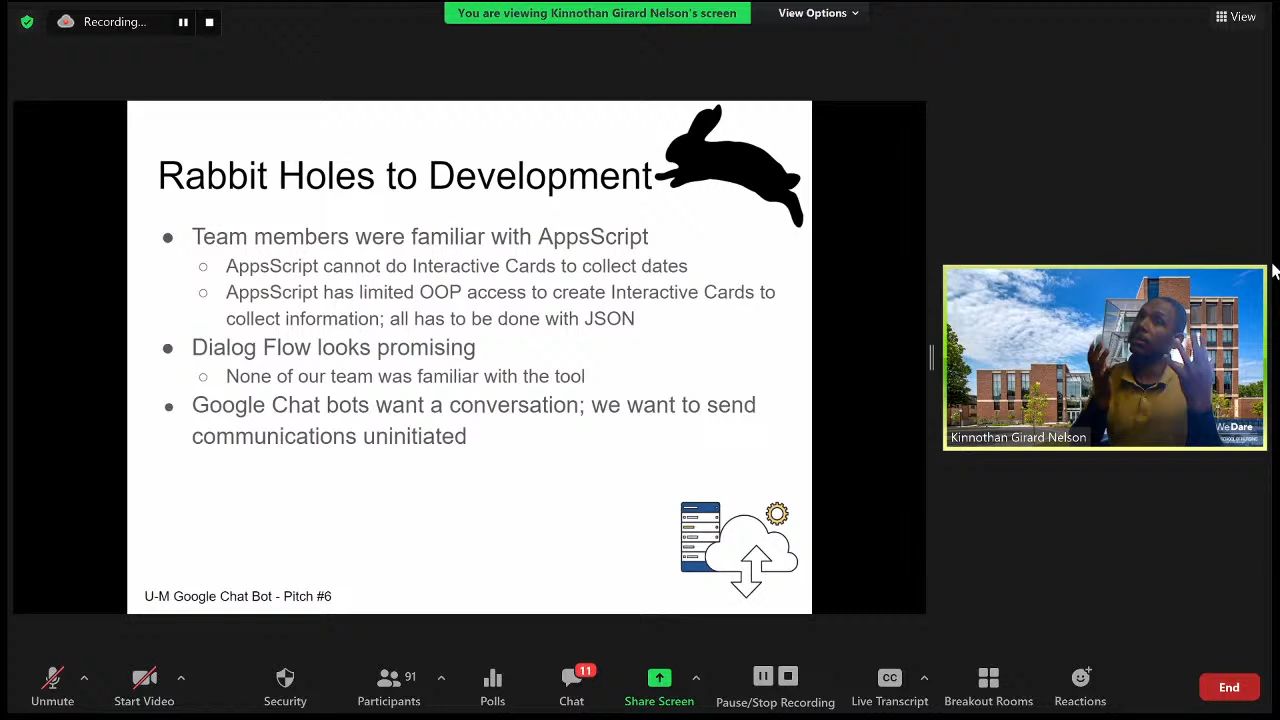 Recording...
You are viewing Kinnothan Girard Nelson's screen
View Options
View
Rabbit Holes to Development
● Team members were familiar with AppsScript
○ AppsScript cannot do Interactive Cards to collect dates
○ AppsScript has limited OOP access to create Interactive Cards to
collect information; all has to be done with JSON
● Dialog Flow looks promising
○ None of our team was familiar with the tool
● Google Chat bots want a conversation; we want to send
communications uninitiated
U-M Google Chat Bot - Pitch #6
We Dare
SCHOOL OF NURSING
Kinnothan Girard Nelson
Unmute
Start Video
Security
91
Participants
Polls
11
Chat
Share Screen
Pause/Stop Recording
CC
Live Transcript
Breakout Rooms
Reactions
End